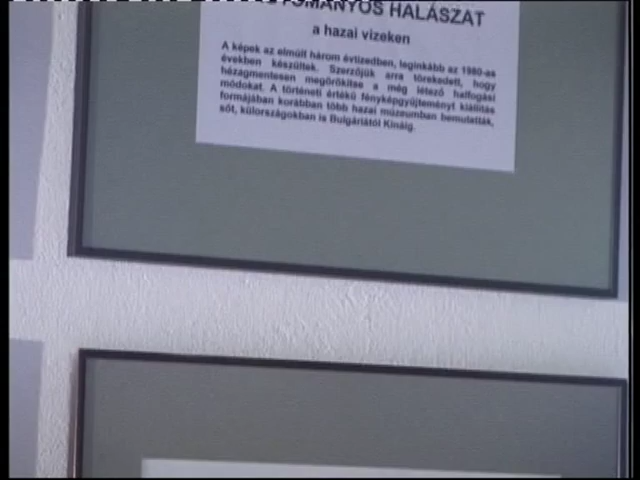 HALÁSZAT
a hazai vizeken
A képek az elmúlt három évtizedben, leginkább az 1980-as
években készültek. Szerzőjük arra törekedett, hogy
hézagmentesen megörökítse a még létező halfogási
módokat. A történeti értékű fényképgyűjteményt kiállítás
formájában korábban több hazai múzeumban bemutatták,
sőt, külországokban is Bulgáriától Kínáig.